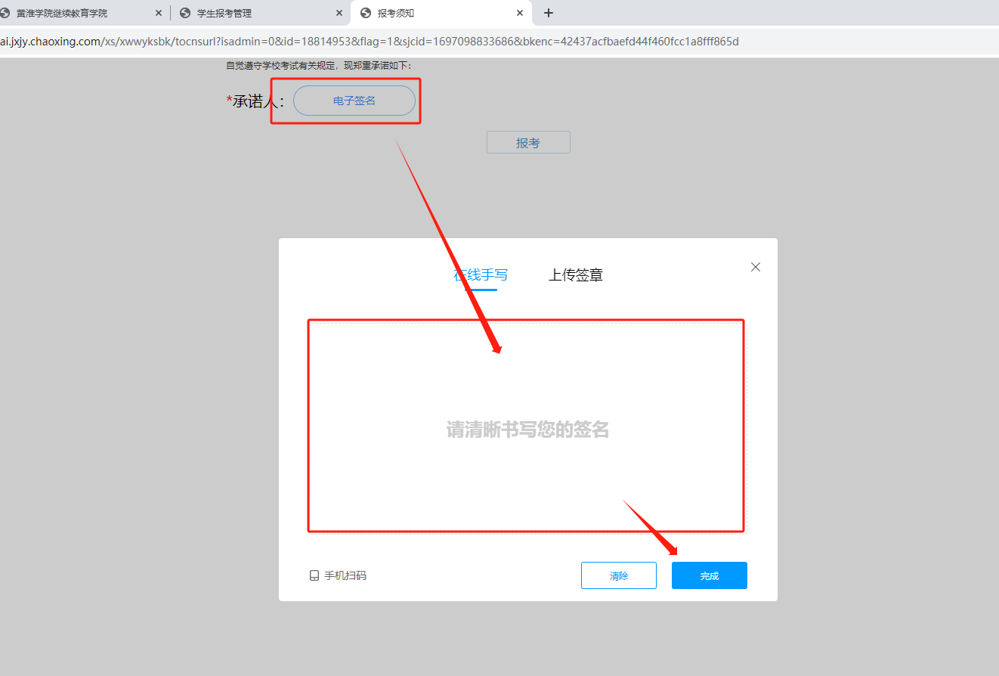 黄淮学院继续教育学院
学生报考管理
报考须知
ai.jxjy.chaoxing.com/xs/xwwyksbk/tocnsurl?isadmin=0&id=18814953&flag=1&sjcid=1697098833686&bkenc=42437acfbaefd44f460fcc1a8fff865d
自觉遵守学校考试有关规定，现郑重承诺如下：
*承诺人： 电子签名
报考
在线手写 上传签章
请清晰书写您的签名
手机扫码 清除 完成